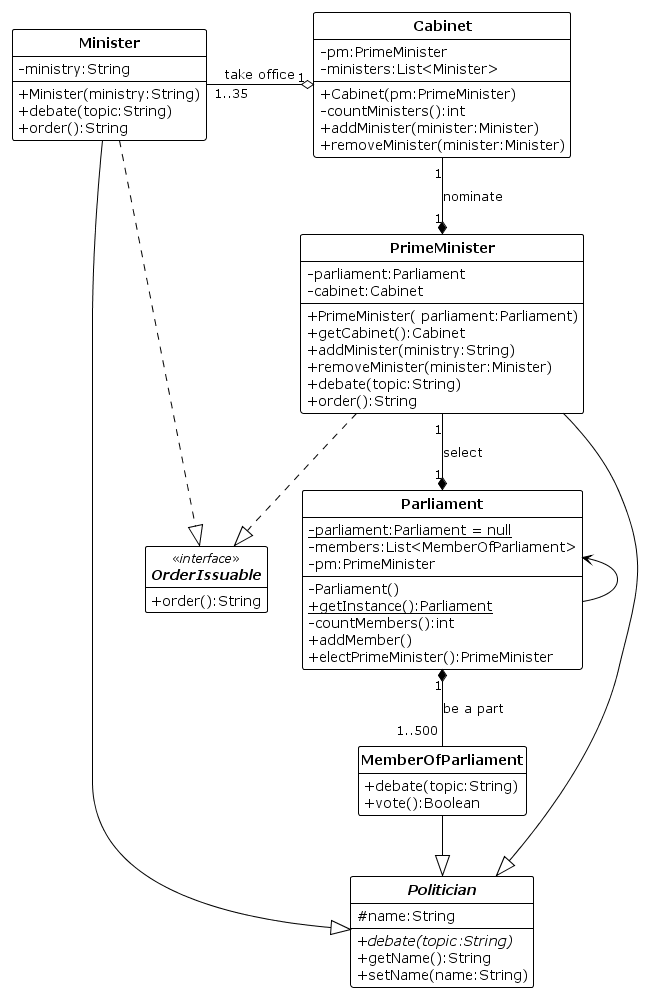 Minister
-ministry:String
+Minister(ministry:String)
+debate(topic:String)
+order():String
take office
1
1..35
Cabinet
-pm:PrimeMinister
-ministers:List<Minister>
+Cabinet(pm:PrimeMinister)
-countMinisters():int
+addMinister(minister:Minister)
+removeMinister(minister:Minister)
1
nominate
1
PrimeMinister
-parliament:Parliament
-cabinet:Cabinet
+PrimeMinister( parliament:Parliament)
+getCabinet():Cabinet
+addMinister(ministry:String)
+removeMinister(minister:Minister)
+debate(topic:String)
+order():String
1
select
1
«interface»
OrderIssuable
+order():String
Parliament
-parliament:Parliament = null
-members:List<MemberOfParliament>
-pm:PrimeMinister
-Parliament()
+getInstance():Parliament
-countMembers():int
+addMember()
+electPrimeMinister():PrimeMinister
1
be a part
1..500
MemberOfParliament
+debate(topic:String)
+vote():Boolean
Politician
#name:String
+debate(topic:String)
+getName():String
+setName(name:String)